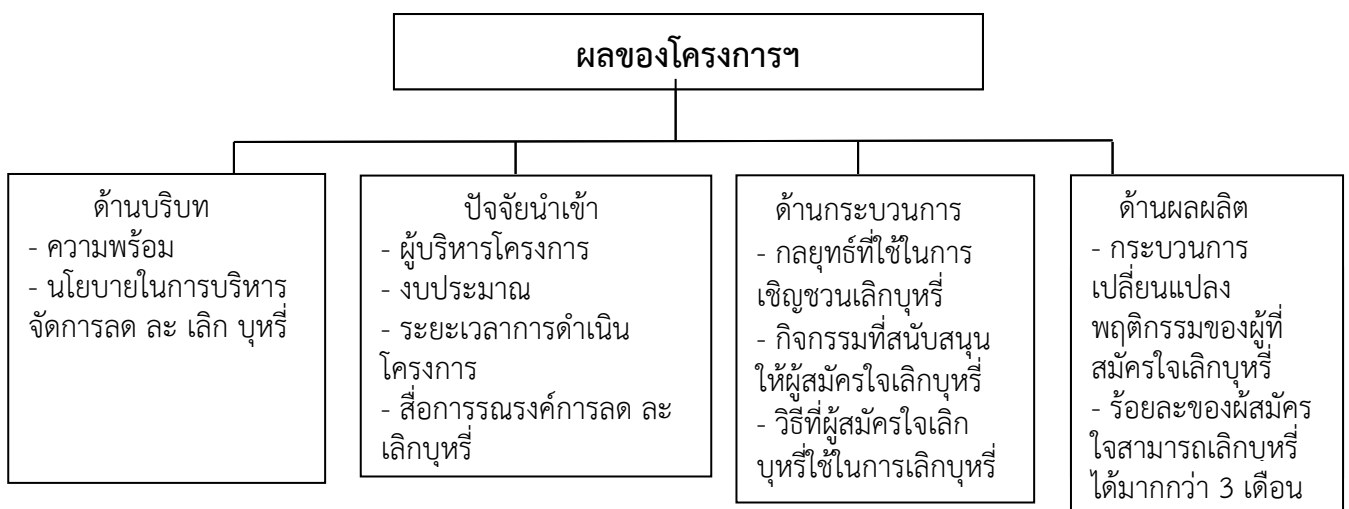 ผลของโครงการฯ
ด้านบริบท
- ความพร้อม
- นโยบายในการบริหาร
จัดการลด ละ เลิก บุหรี่
ปัจจัยนำเข้า
- ผู้บริหารโครงการ
- งบประมาณ
- ระยะเวลาการดำเนิน
โครงการ
- สื่อการรณรงค์การลด ละ
เลิกบุหรี่
ด้านกระบวนการ
- กลยุทธ์ที่ใช้ในการ
เชิญชวนเลิกบุหรี่
- กิจกรรมที่สนับสนุน
ให้ผู้สมัครใจเลิกบุหรี่
- วิธีที่ผู้สมัครใจเลิก
บุหรี่ใช้ในการเลิกบุหรี่
ด้านผลผลิต
- กระบวนการ
เปลี่ยนแปลง
พฤติกรรมของผู้ที่
สมัครใจเลิกบุหรี่
- ร้อยละของผู้สมัคร
ใจสามารถเลิกบุหรี่
ได้มากกว่า 3 เดือน